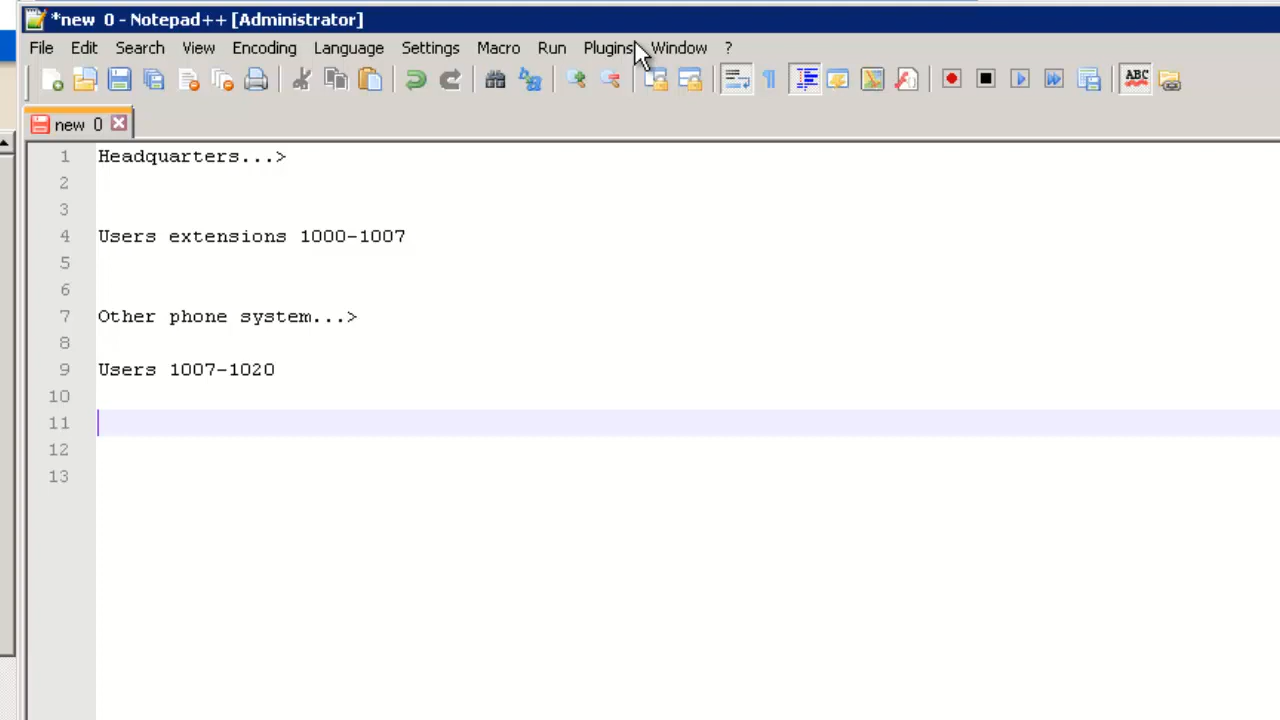 *new 0 - Notepad++ [Administrator]
File Edit Search View Encoding Language Settings Macro Run Plugins Window ?
ABC
new 0
1 Headquarters...>
2
3
4 Users extensions 1000-1007
5
6
7 Other phone system...>
8
9 Users 1007-1020
10
11
12
13